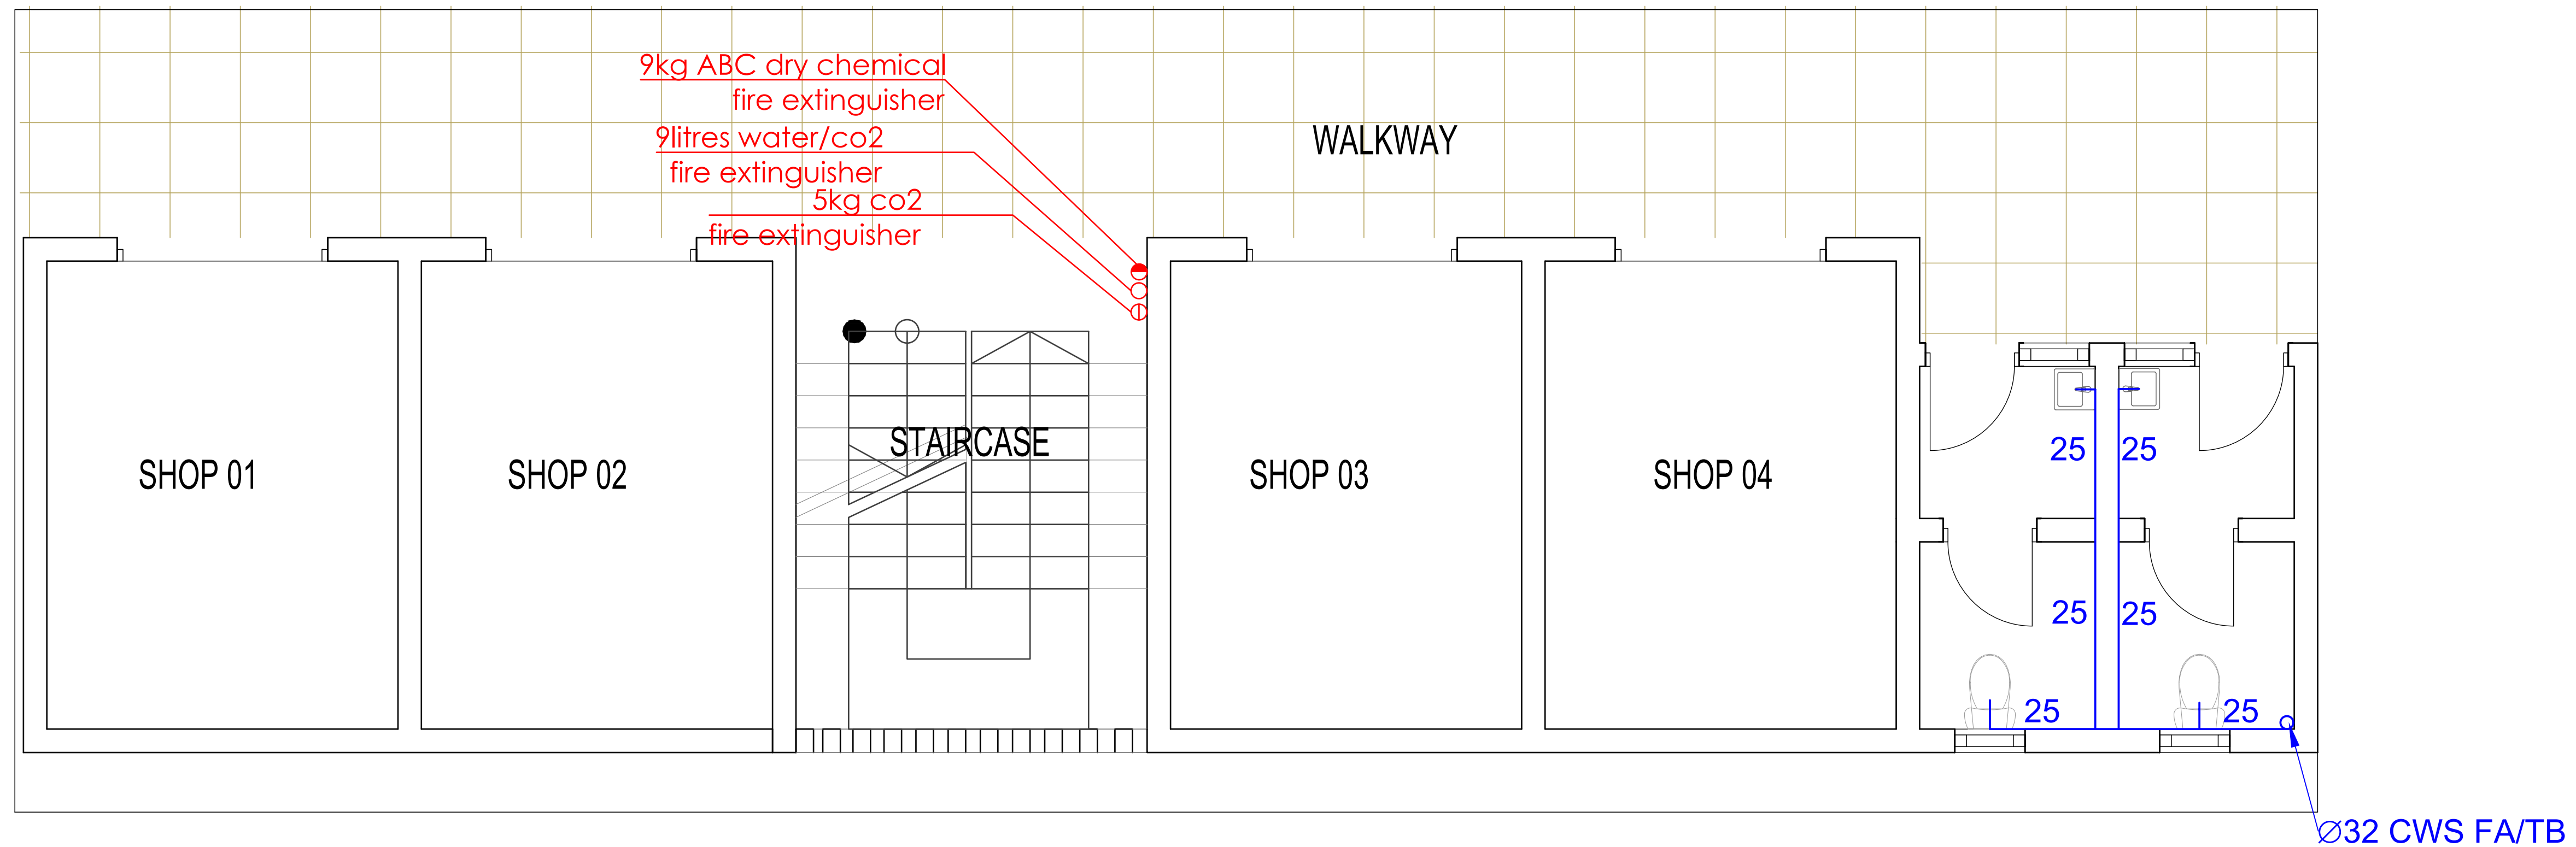 9kg ABC dry chemical
fire extinguisher
9litres water/co2
fire extinguisher
5kg co2
fire extinguisher
WALKWAY
SHOP 01
SHOP 02
STAIRCASE
SHOP 03
SHOP 04
25
25
25
25
25
25
∅32 CWS FA/TB